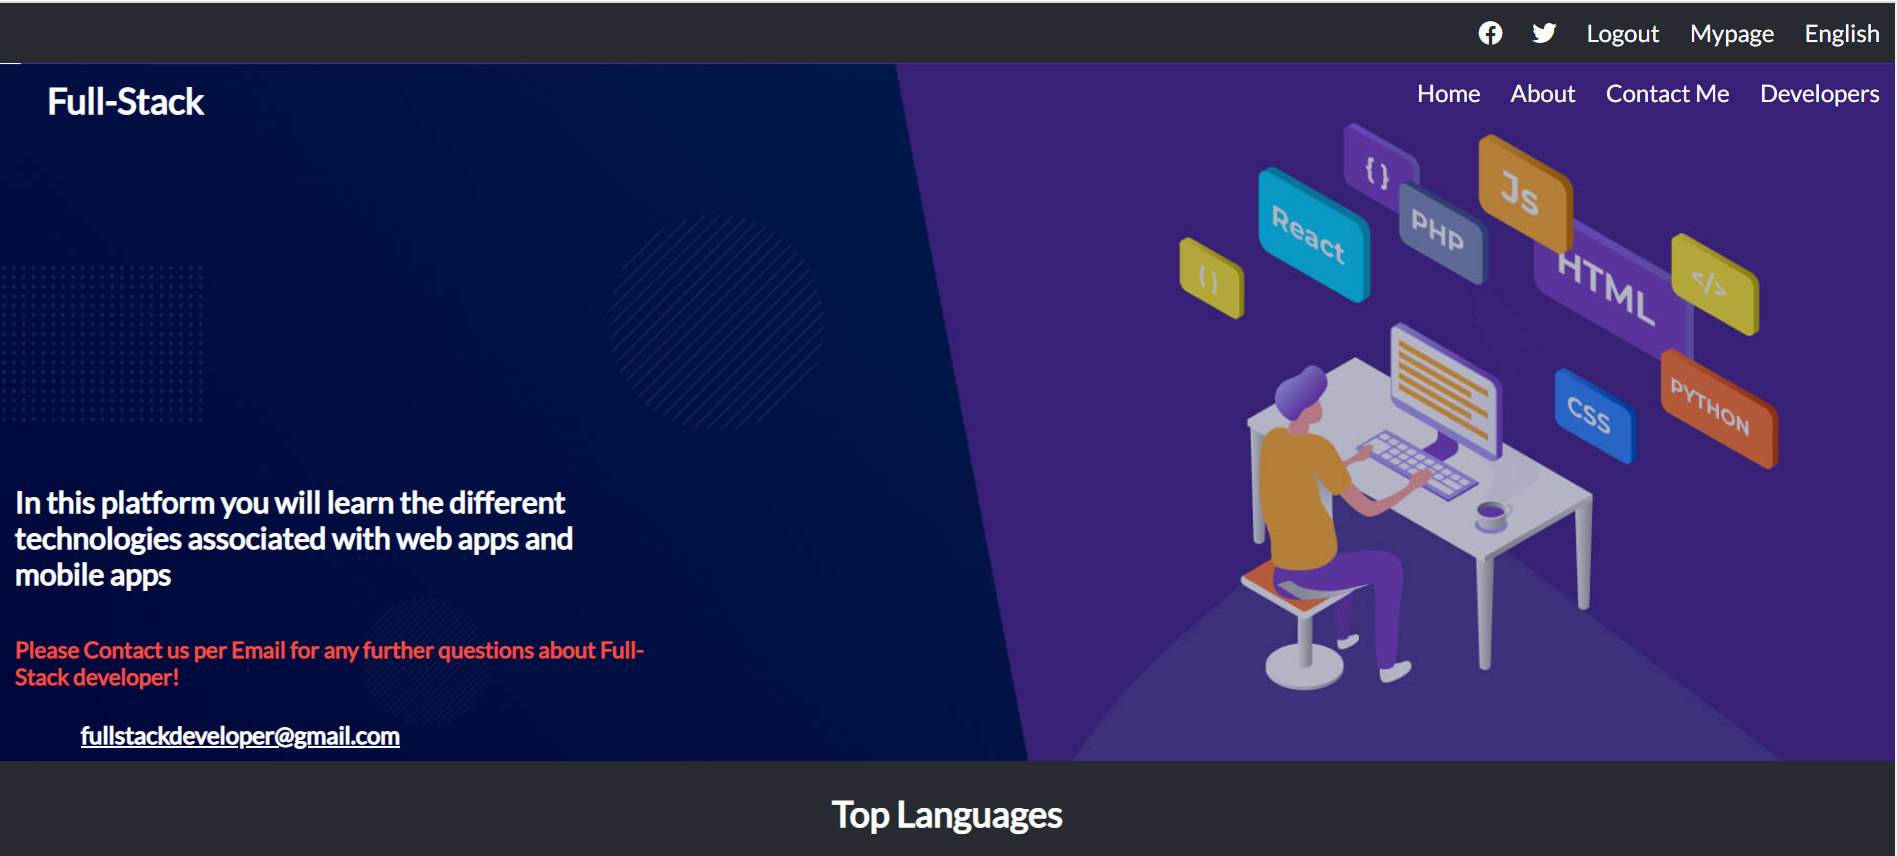 Logout Mypage English
Full-Stack
Home About Contact Me Developers
{ }
Js
React
PHP
HTML
</>
( )
PYTHON
CSS
In this platform you will learn the different
technologies associated with web apps and
mobile apps
Please Contact us per Email for any further questions about Full-
Stack developer!
fullstackdeveloper@gmail.com
Top Languages